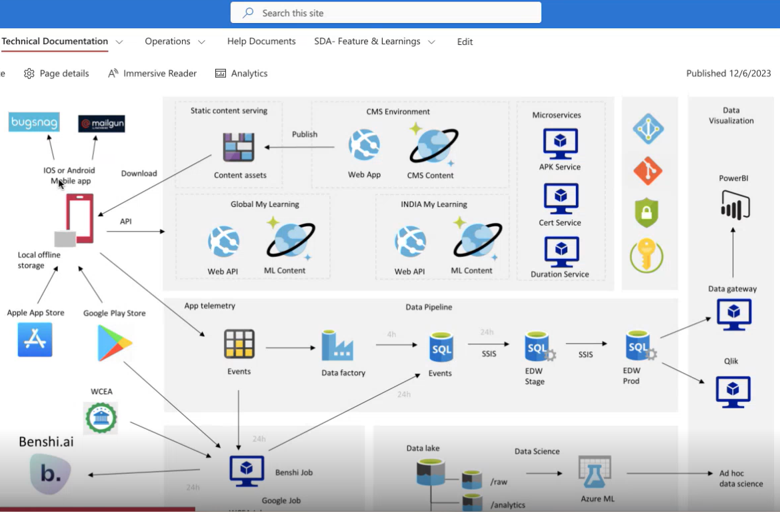 Search this site
Technical Documentation
Operations
Help Documents
SDA- Feature & Learnings
Edit
e
Page details
Immersive Reader
Analytics
Published 12/6/2023
bugsnag
mailgun
Static content serving
CMS Environment
Microservices
Data
Visualization
Publish
IOS or Android
Mobile app
Download
Content assets
Web App
CMS Content
APK Service
PowerBI
API
Global My Learning
INDIA My Learning
Cert Service
Local offline
storage
Web API
ML Content
Web API
ML Content
Duration Service
Data gateway
App telemetry
Data Pipeline
Apple App Store
Google Play Store
4h
24h
SQL
SQL
SQL
SSIS
SSIS
Qlik
Events
Data factory
Events
EDW
Stage
EDW
Prod
WCEA
24h
Benshi.ai
24h
Data lake
Data Science
b.
Benshi Job
/raw
Ad hoc
data science
24h
Google Job
Azure ML
/analytics